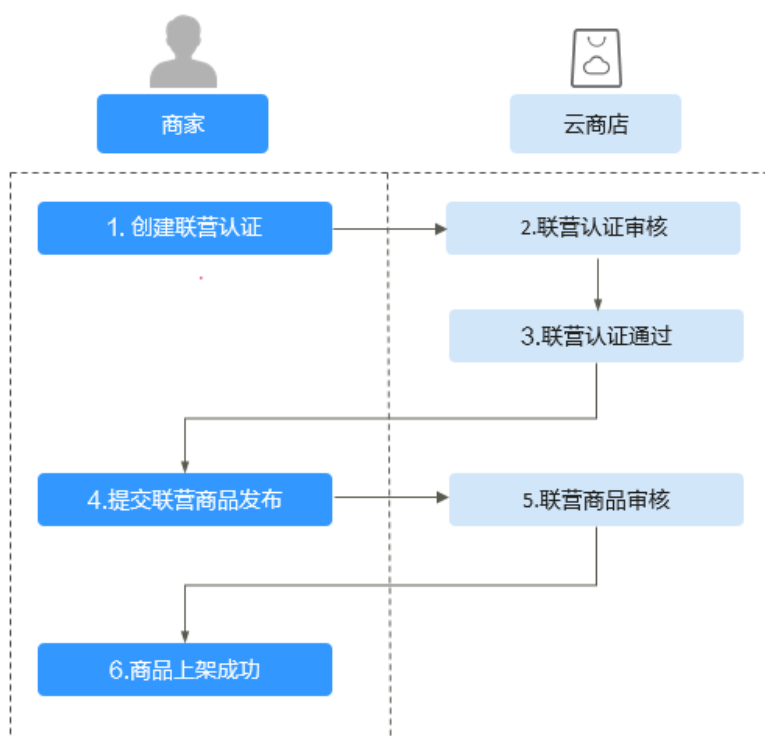 商家
云商店
1. 创建联营认证
2.联营认证审核
3.联营认证通过
4.提交联营商品发布
5.联营商品审核
6.商品上架成功